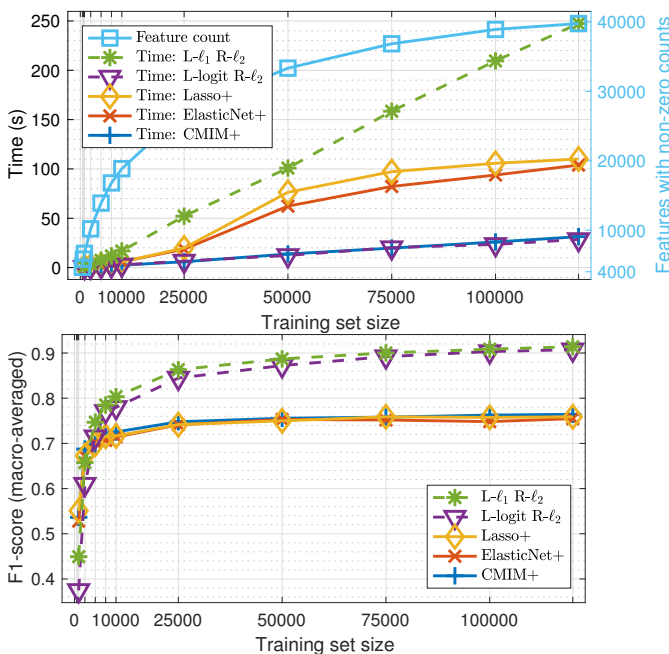 250
200
150
100
50
0
Time (s)
Feature count
Time: L-ℓ₁ R-ℓ₂
Time: L-logit R-ℓ₂
Time: Lasso+
Time: ElasticNet+
Time: CMIM+
40000
30000
20000
10000
4000
Features with non-zero counts
0 10000 25000 50000 75000 100000
Training set size
0.9
0.8
0.7
0.6
0.5
0.4
F1-score (macro-averaged)
L-ℓ₁ R-ℓ₂
L-logit R-ℓ₂
Lasso+
ElasticNet+
CMIM+
0 10000 25000 50000 75000 100000
Training set size